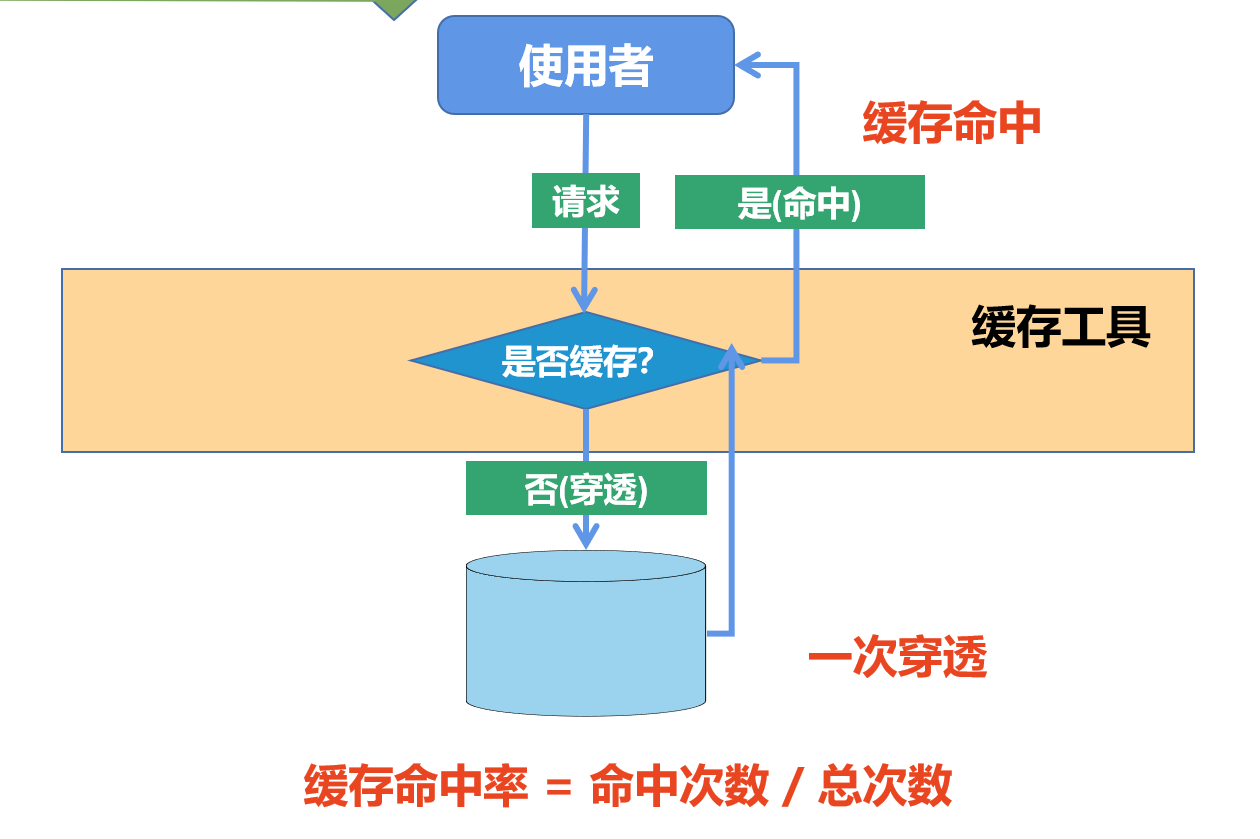 使用者
缓存命中
请求
是(命中)
缓存工具
是否缓存?
否(穿透)
一次穿透
缓存命中率 = 命中次数 / 总次数